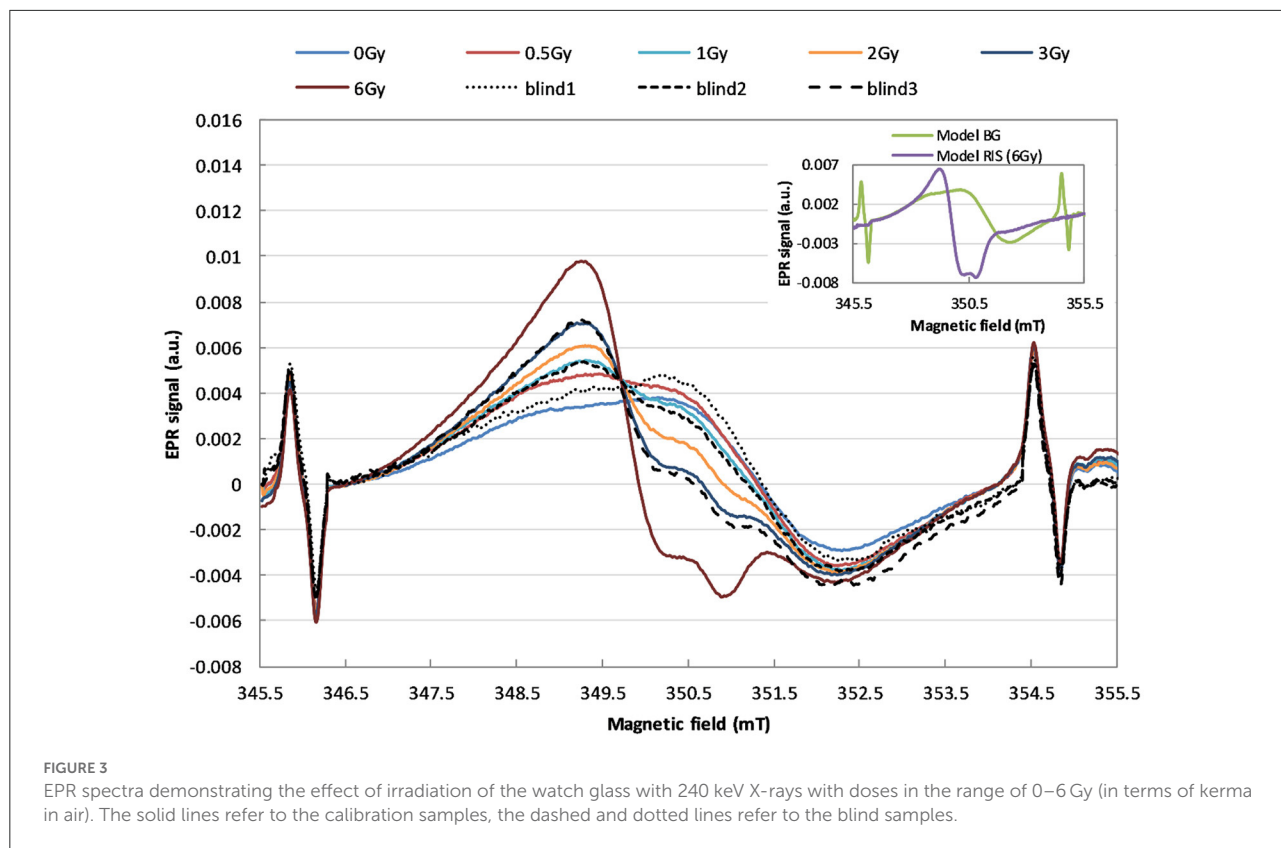 0Gy 0.5Gy 1Gy 2Gy 3Gy
6Gy blind1 blind2 blind3
EPR signal (a.u.)
0.016
0.014
0.012
0.01
0.008
0.006
0.004
0.002
0
-0.002
-0.004
-0.006
-0.008
345.5 346.5 347.5 348.5 349.5 350.5 351.5 352.5 353.5 354.5 355.5
Magnetic field (mT)
Model BG
Model RIS (6Gy)
EPR signal (a.u.)
0.007
0.002
-0.003
-0.008
345.5 350.5 355.5
Magnetic field (mT)
FIGURE 3
EPR spectra demonstrating the effect of irradiation of the watch glass with 240 keV X-rays with doses in the range of 0–6 Gy (in terms of kerma
in air). The solid lines refer to the calibration samples, the dashed and dotted lines refer to the blind samples.